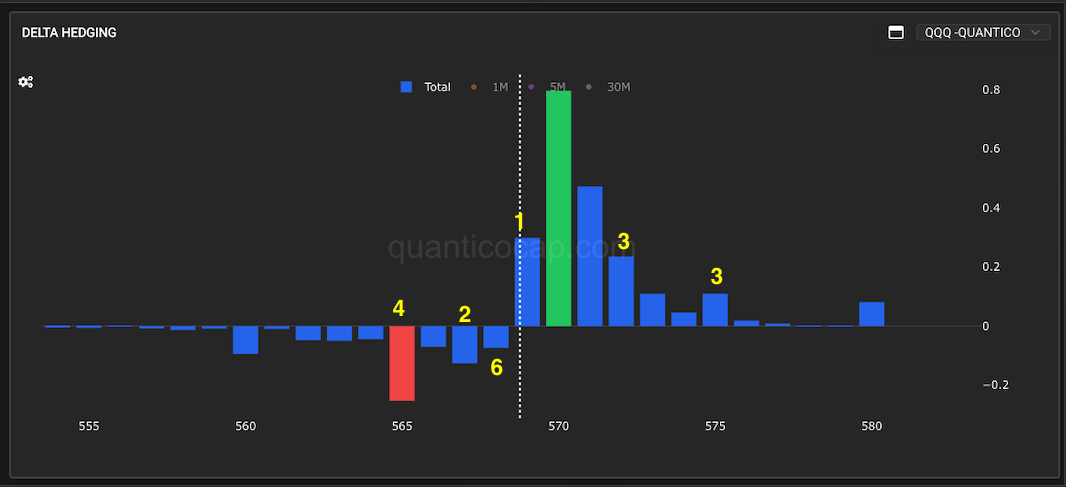 DELTA HEDGING
QQQ -QUANTICO
Total 1M 5M 30M
0.8
0.6
0.4
1
quanticocap.com
3
0.2
3
4
2
0
6
−0.2
555 560 565 570 575 580